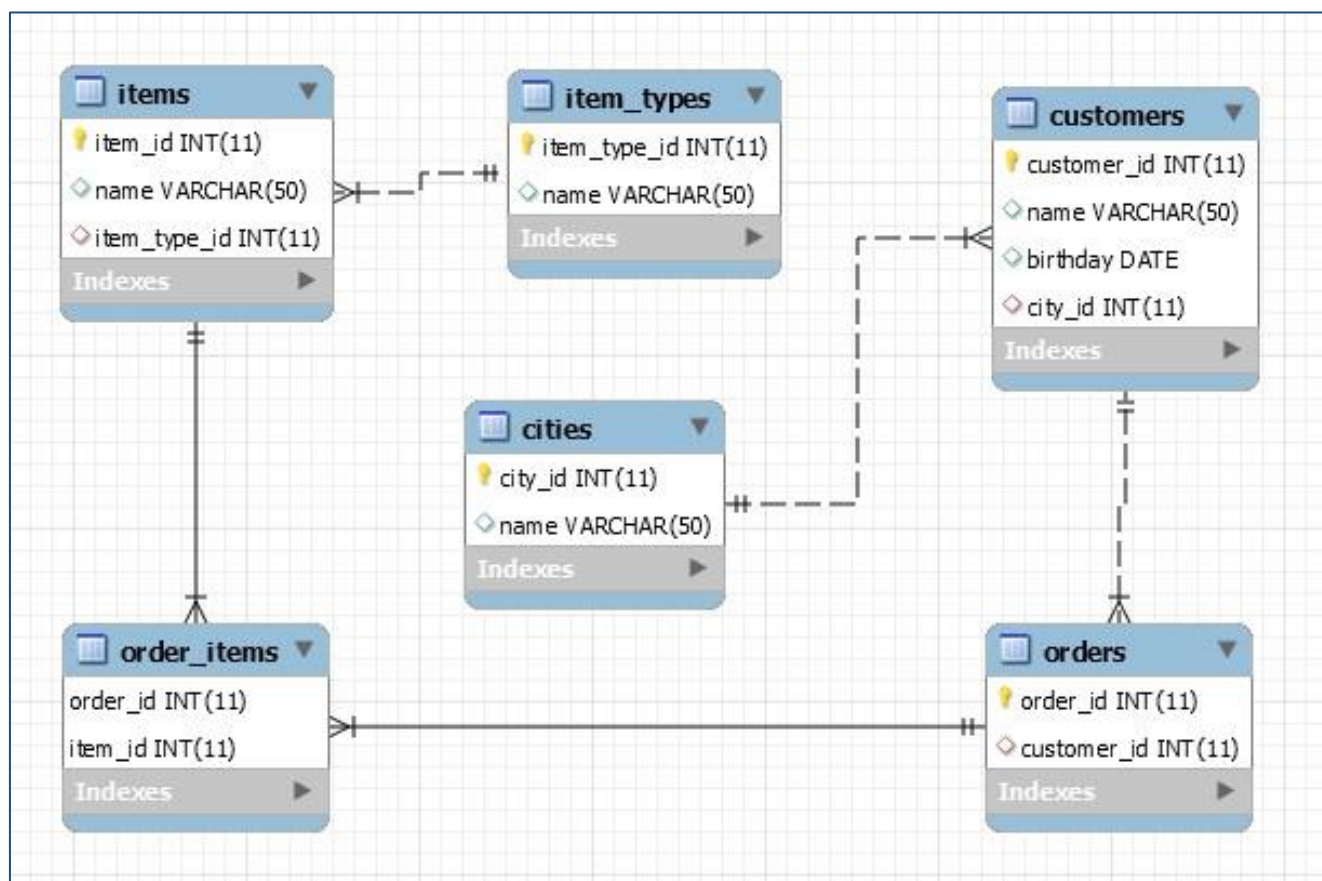 items
item_id INT(11)
name VARCHAR(50)
item_type_id INT(11)
Indexes
item_types
item_type_id INT(11)
name VARCHAR(50)
Indexes
customers
customer_id INT(11)
name VARCHAR(50)
birthday DATE
city_id INT(11)
Indexes
cities
city_id INT(11)
name VARCHAR(50)
Indexes
order_items
order_id INT(11)
item_id INT(11)
Indexes
orders
order_id INT(11)
customer_id INT(11)
Indexes